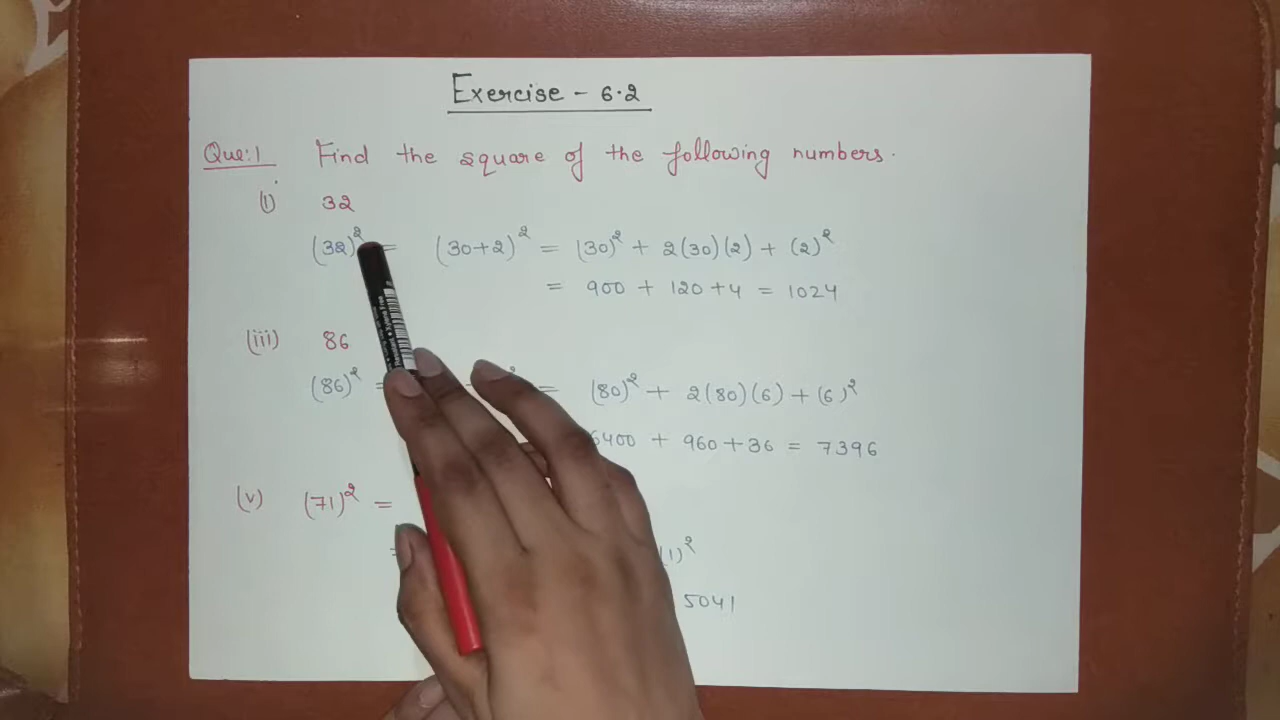 Exercise - 6.2
Que:1 Find the square of the following numbers.
(i) 32
(32)² = (30+2)² = (30)² + 2(30)(2) + (2)²
= 900 + 120 + 4 = 1024
(iii) 86
(86)² = = (80)² + 2(80)(6) + (6)²
6400 + 960 + 36 = 7396
(v) (71)² =
(1)²
5041